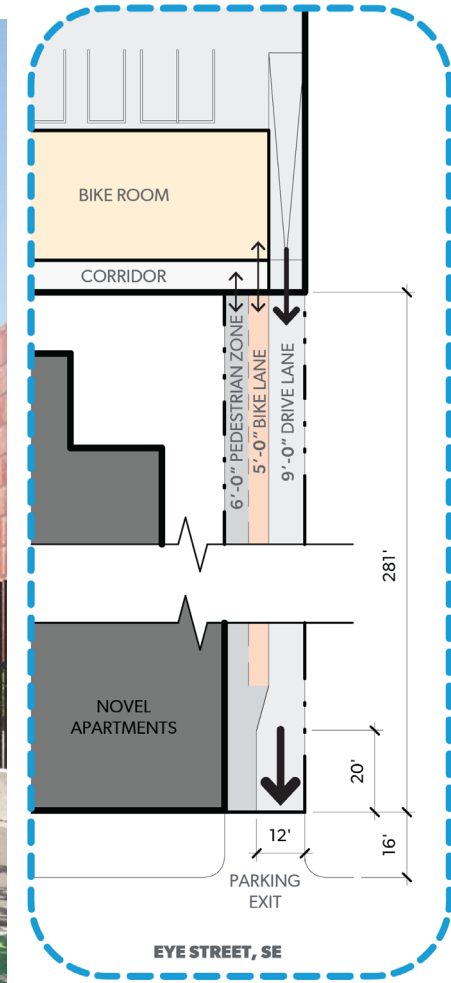 BIKE ROOM
CORRIDOR
6'-0" PEDESTRIAN ZONE
5'-0" BIKE LANE
9'-0" DRIVE LANE
281'
NOVEL
APARTMENTS
20'
12'
16'
PARKING
EXIT
EYE STREET, SE